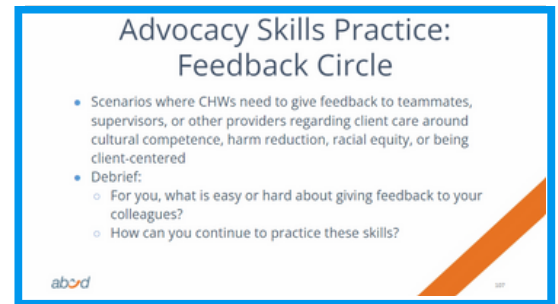 Advocacy Skills Practice:
Feedback Circle
• Scenarios where CHWs need to give feedback to teammates,
supervisors, or other providers regarding client care around
cultural competence, harm reduction, racial equity, or being
client-centered
• Debrief:
○ For you, what is easy or hard about giving feedback to your
colleagues?
○ How can you continue to practice these skills?